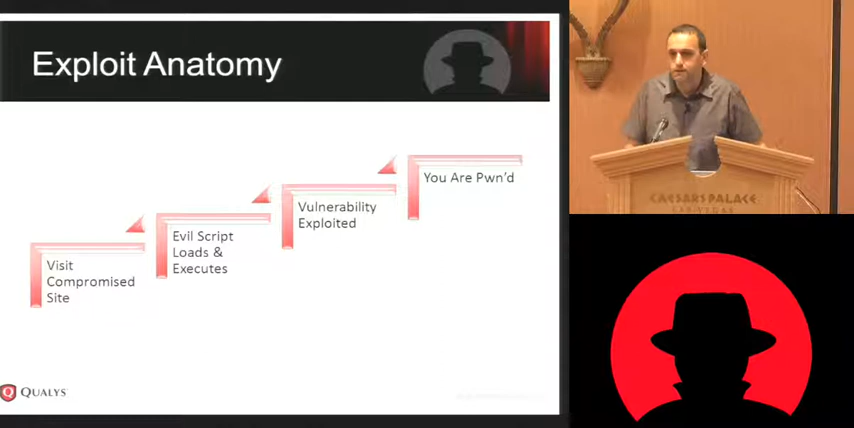 Exploit Anatomy
Visit
Compromised
Site
Evil Script
Loads &
Executes
Vulnerability
Exploited
You Are Pwn'd
Q QUALYS
CAESARS PALACE
LAS VEGAS